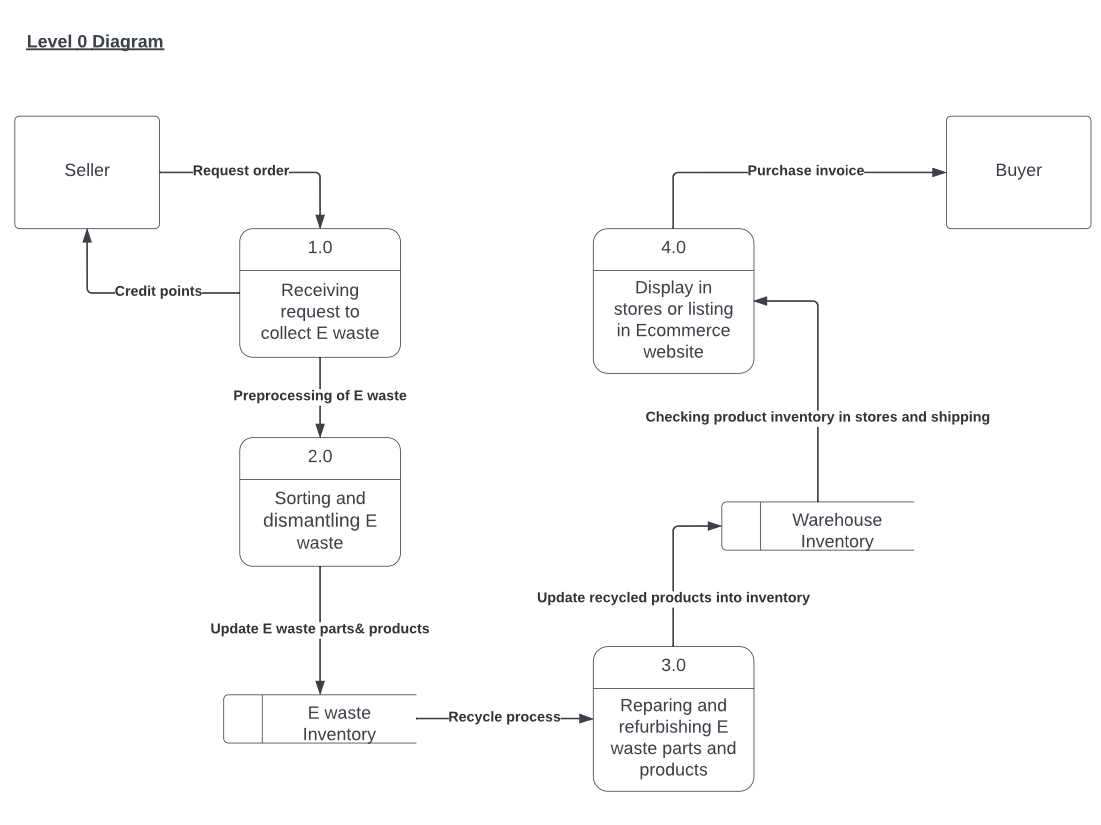 Level 0 Diagram
Seller
Request order
Purchase invoice
Buyer
1.0
Receiving
request to
collect E waste
Credit points
4.0
Display in
stores or listing
in Ecommerce
website
Preprocessing of E waste
Checking product inventory in stores and shipping
2.0
Sorting and
dismantling E
waste
Warehouse
Inventory
Update E waste parts& products
Update recycled products into inventory
E waste
Inventory
Recycle process
3.0
Reparing and
refurbishing E
waste parts and
products